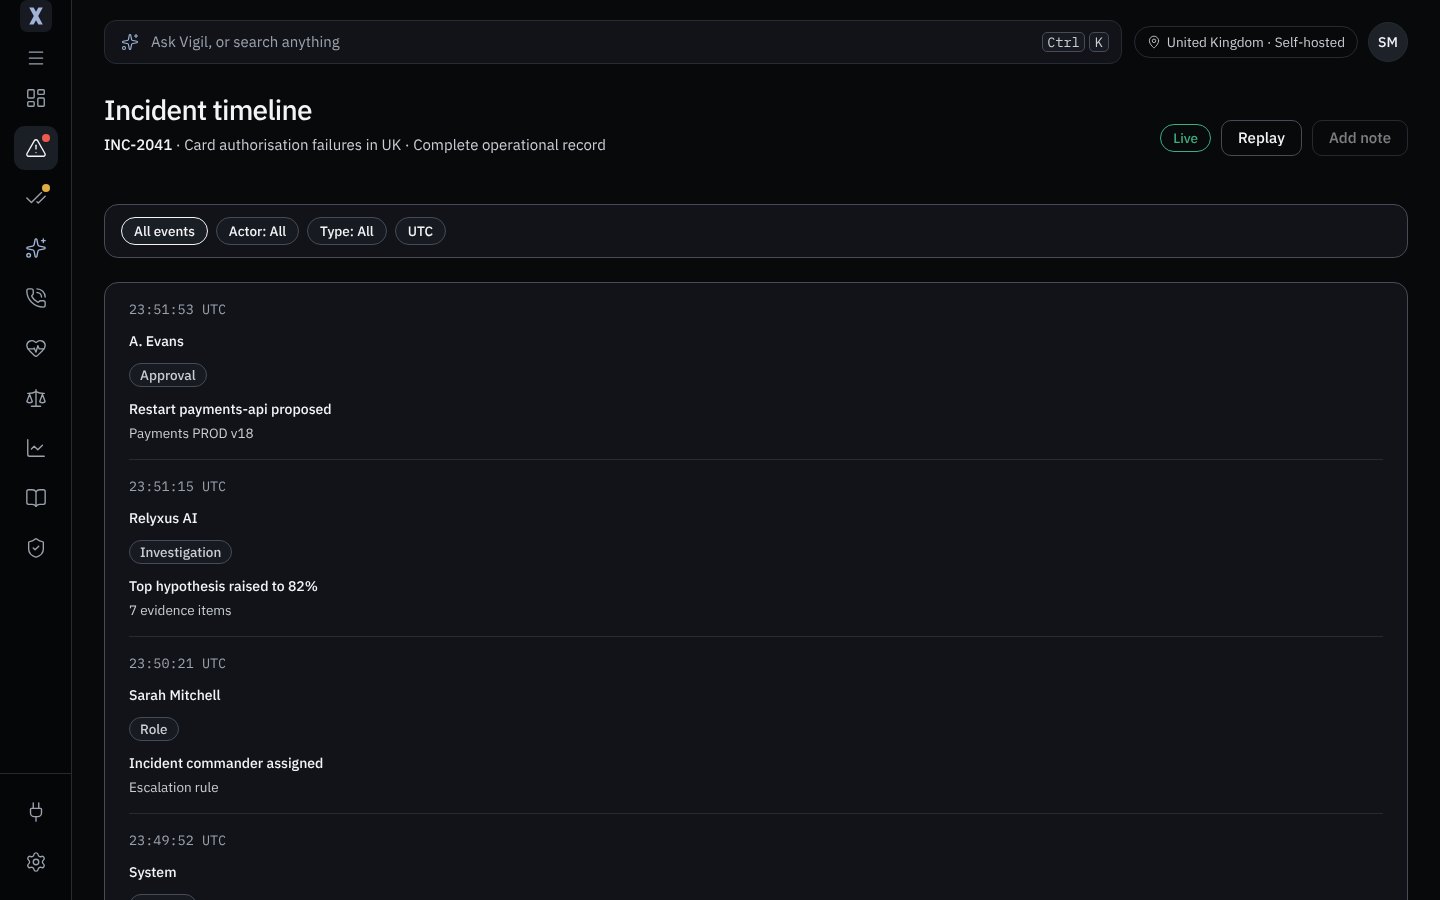 X
Ask Vigil, or search anything
Ctrl K
United Kingdom · Self-hosted
SM
Incident timeline
INC-2041 · Card authorisation failures in UK · Complete operational record
Live
Replay
Add note
All events
Actor: All
Type: All
UTC
23:51:53 UTC
A. Evans
Approval
Restart payments-api proposed
Payments PROD v18
23:51:15 UTC
Relyxus AI
Investigation
Top hypothesis raised to 82%
7 evidence items
23:50:21 UTC
Sarah Mitchell
Role
Incident commander assigned
Escalation rule
23:49:52 UTC
System